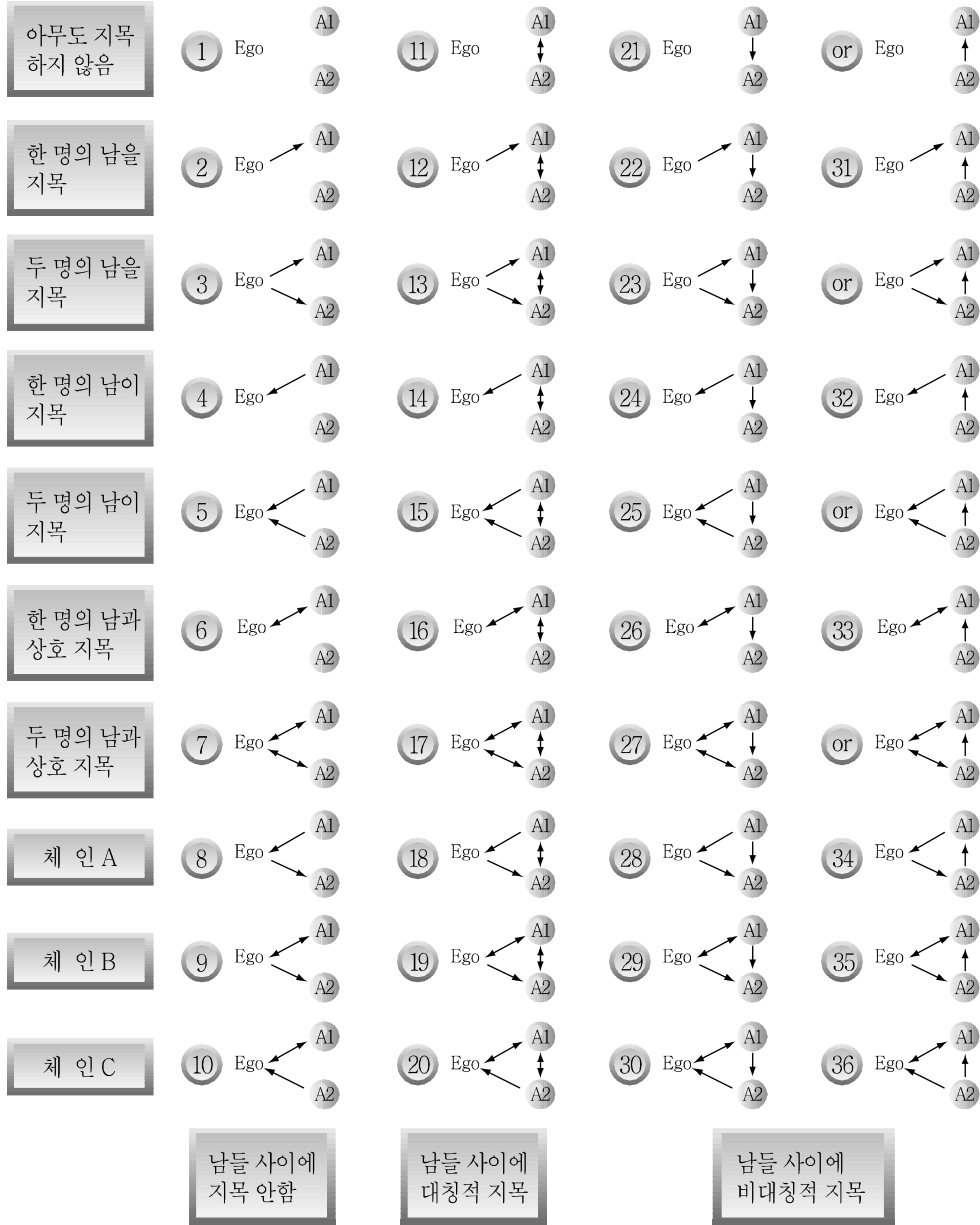 아무도 지목
하지 않음
1 Ego A1 A2
11 Ego A1 A2
21 Ego A1 A2
or Ego A1 A2
한 명의 남을
지목
2 Ego A1 A2
12 Ego A1 A2
22 Ego A1 A2
31 Ego A1 A2
두 명의 남을
지목
3 Ego A1 A2
13 Ego A1 A2
23 Ego A1 A2
or Ego A1 A2
한 명의 남이
지목
4 Ego A1 A2
14 Ego A1 A2
24 Ego A1 A2
32 Ego A1 A2
두 명의 남이
지목
5 Ego A1 A2
15 Ego A1 A2
25 Ego A1 A2
or Ego A1 A2
한 명의 남과
상호 지목
6 Ego A1 A2
16 Ego A1 A2
26 Ego A1 A2
33 Ego A1 A2
두 명의 남과
상호 지목
7 Ego A1 A2
17 Ego A1 A2
27 Ego A1 A2
or Ego A1 A2
체 인 A
8 Ego A1 A2
18 Ego A1 A2
28 Ego A1 A2
34 Ego A1 A2
체 인 B
9 Ego A1 A2
19 Ego A1 A2
29 Ego A1 A2
35 Ego A1 A2
체 인 C
10 Ego A1 A2
20 Ego A1 A2
30 Ego A1 A2
36 Ego A1 A2
남들 사이에
지목 안함
남들 사이에
대칭적 지목
남들 사이에
비대칭적 지목